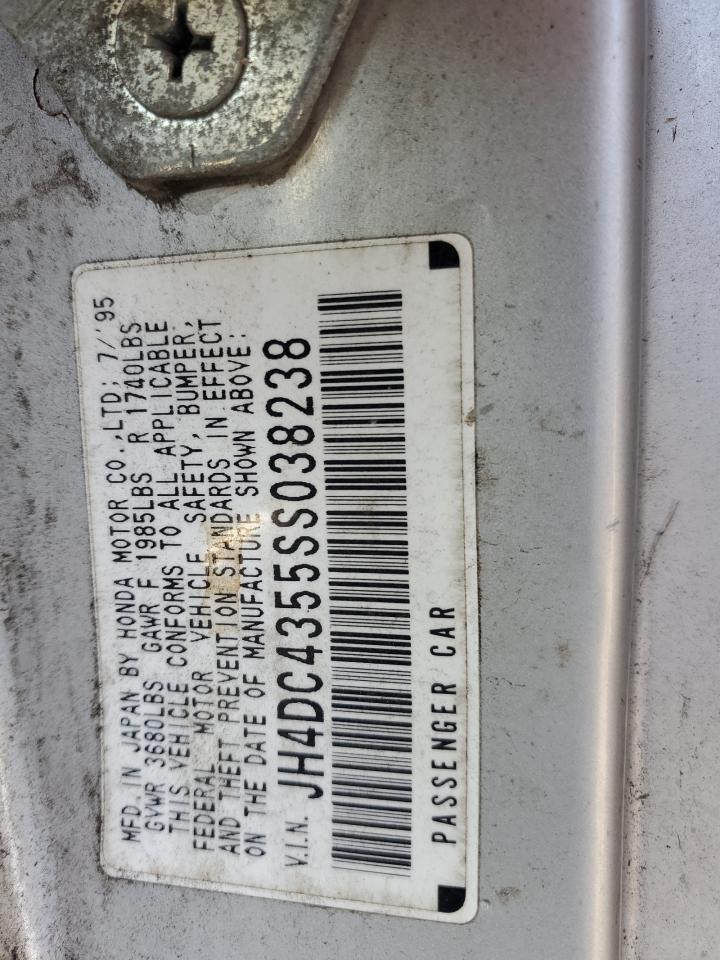 MFD. IN JAPAN BY HONDA MOTOR CO.,LTD; 7/'95
GVWR 3680LBS GAWR F 1985LBS R 1740LBS
THIS VEHICLE CONFORMS TO ALL APPLICABLE
FEDERAL MOTOR VEHICLE SAFETY, BUMPER,
AND THEFT PREVENTION STANDARDS IN EFFECT
ON THE DATE OF MANUFACTURE SHOWN ABOVE:
V.I.N. JH4DC4355SS038238
PASSENGER CAR